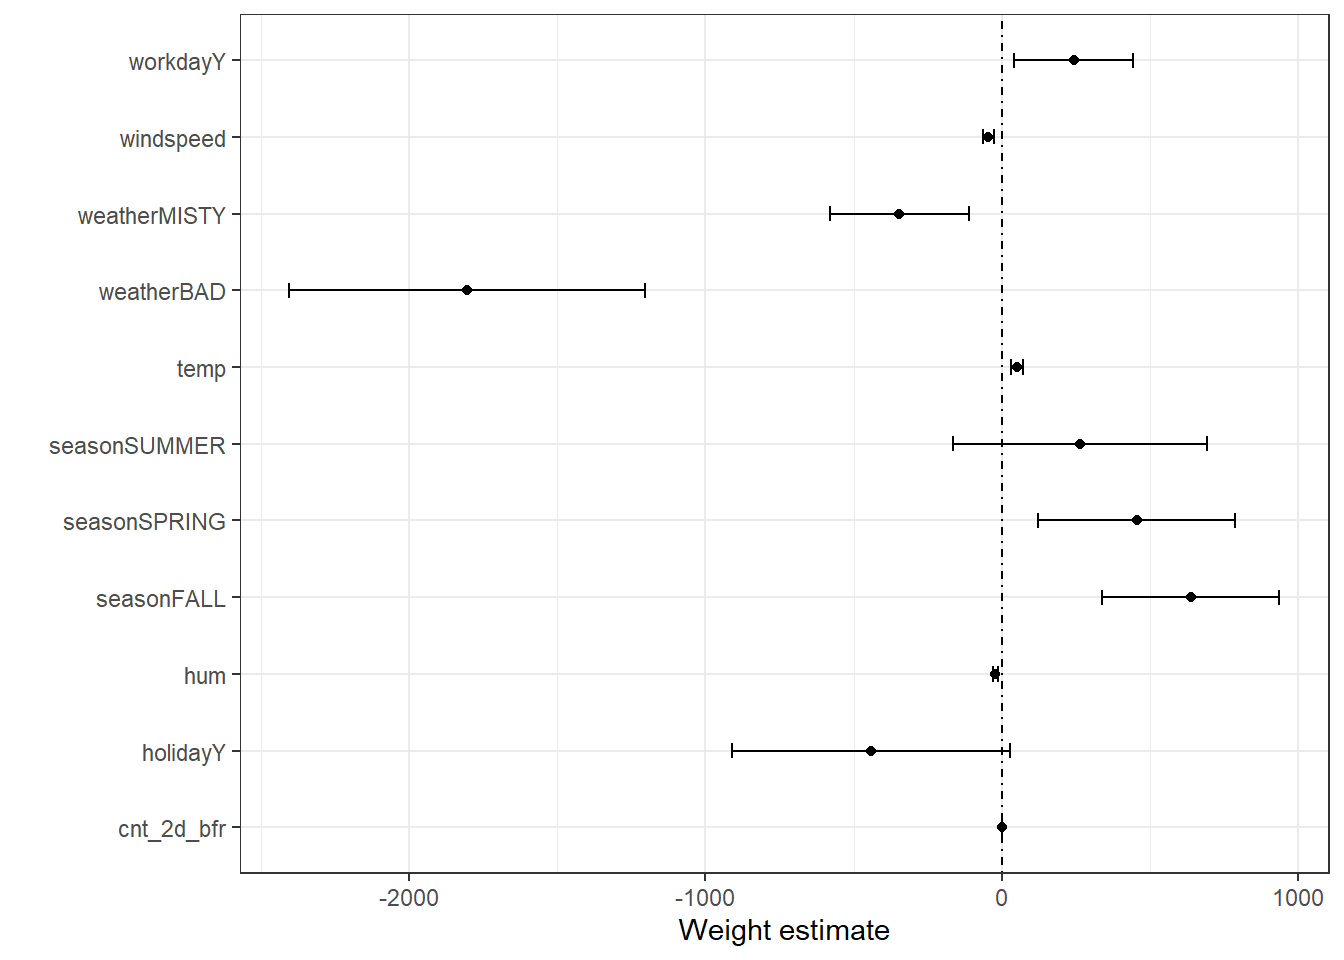 workdayY
windspeed
weatherMISTY
weatherBAD
temp
seasonSUMMER
seasonSPRING
seasonFALL
hum
holidayY
cnt_2d_bfr
-2000 -1000 0 1000
Weight estimate